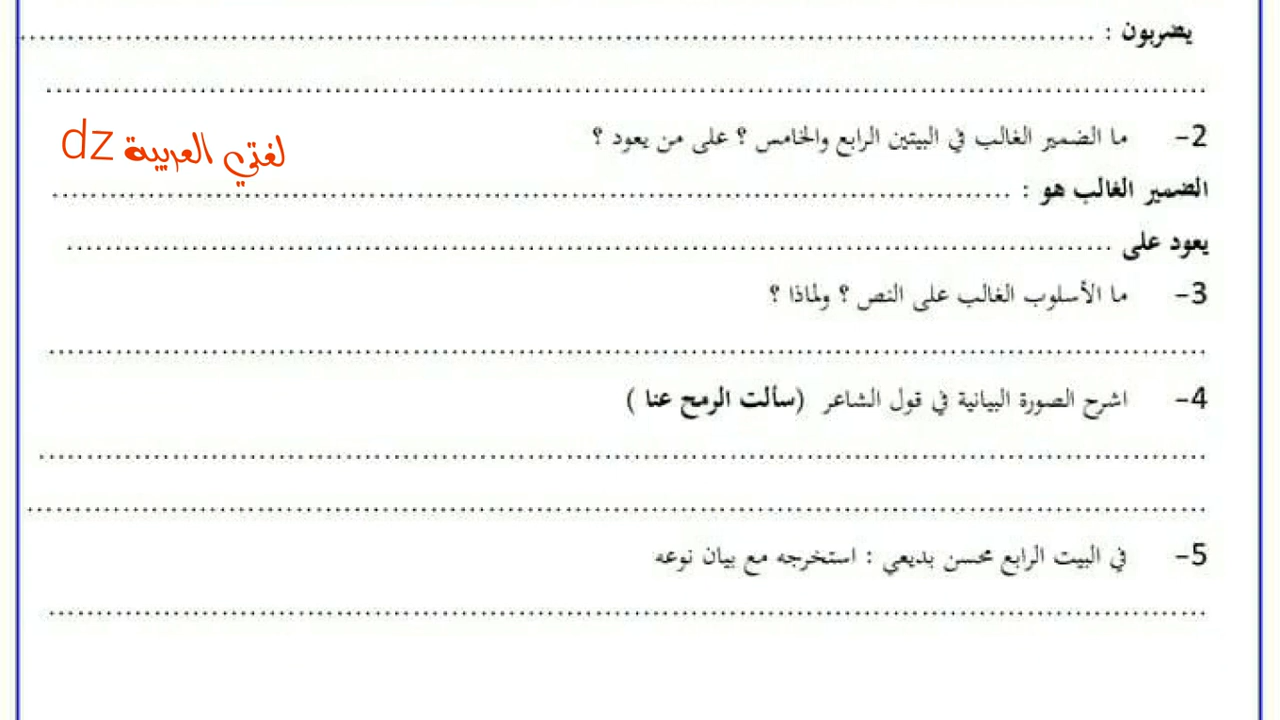 يضربون : ........................................................................................................
........................................................................................................
2- ما الضمير الغالب في البيتين الرابع والخامس ؟ على من يعود ؟
لغتي العربية dz
الضمير الغالب هو : ........................................................................................................
يعود على ........................................................................................................
3- ما الأسلوب الغالب على النص ؟ ولماذا ؟
........................................................................................................
4- اشرح الصورة البيانية في قول الشاعر (سألت الرمح عنا )
........................................................................................................
........................................................................................................
5- في البيت الرابع محسن بديعي : استخرجه مع بيان نوعه
........................................................................................................